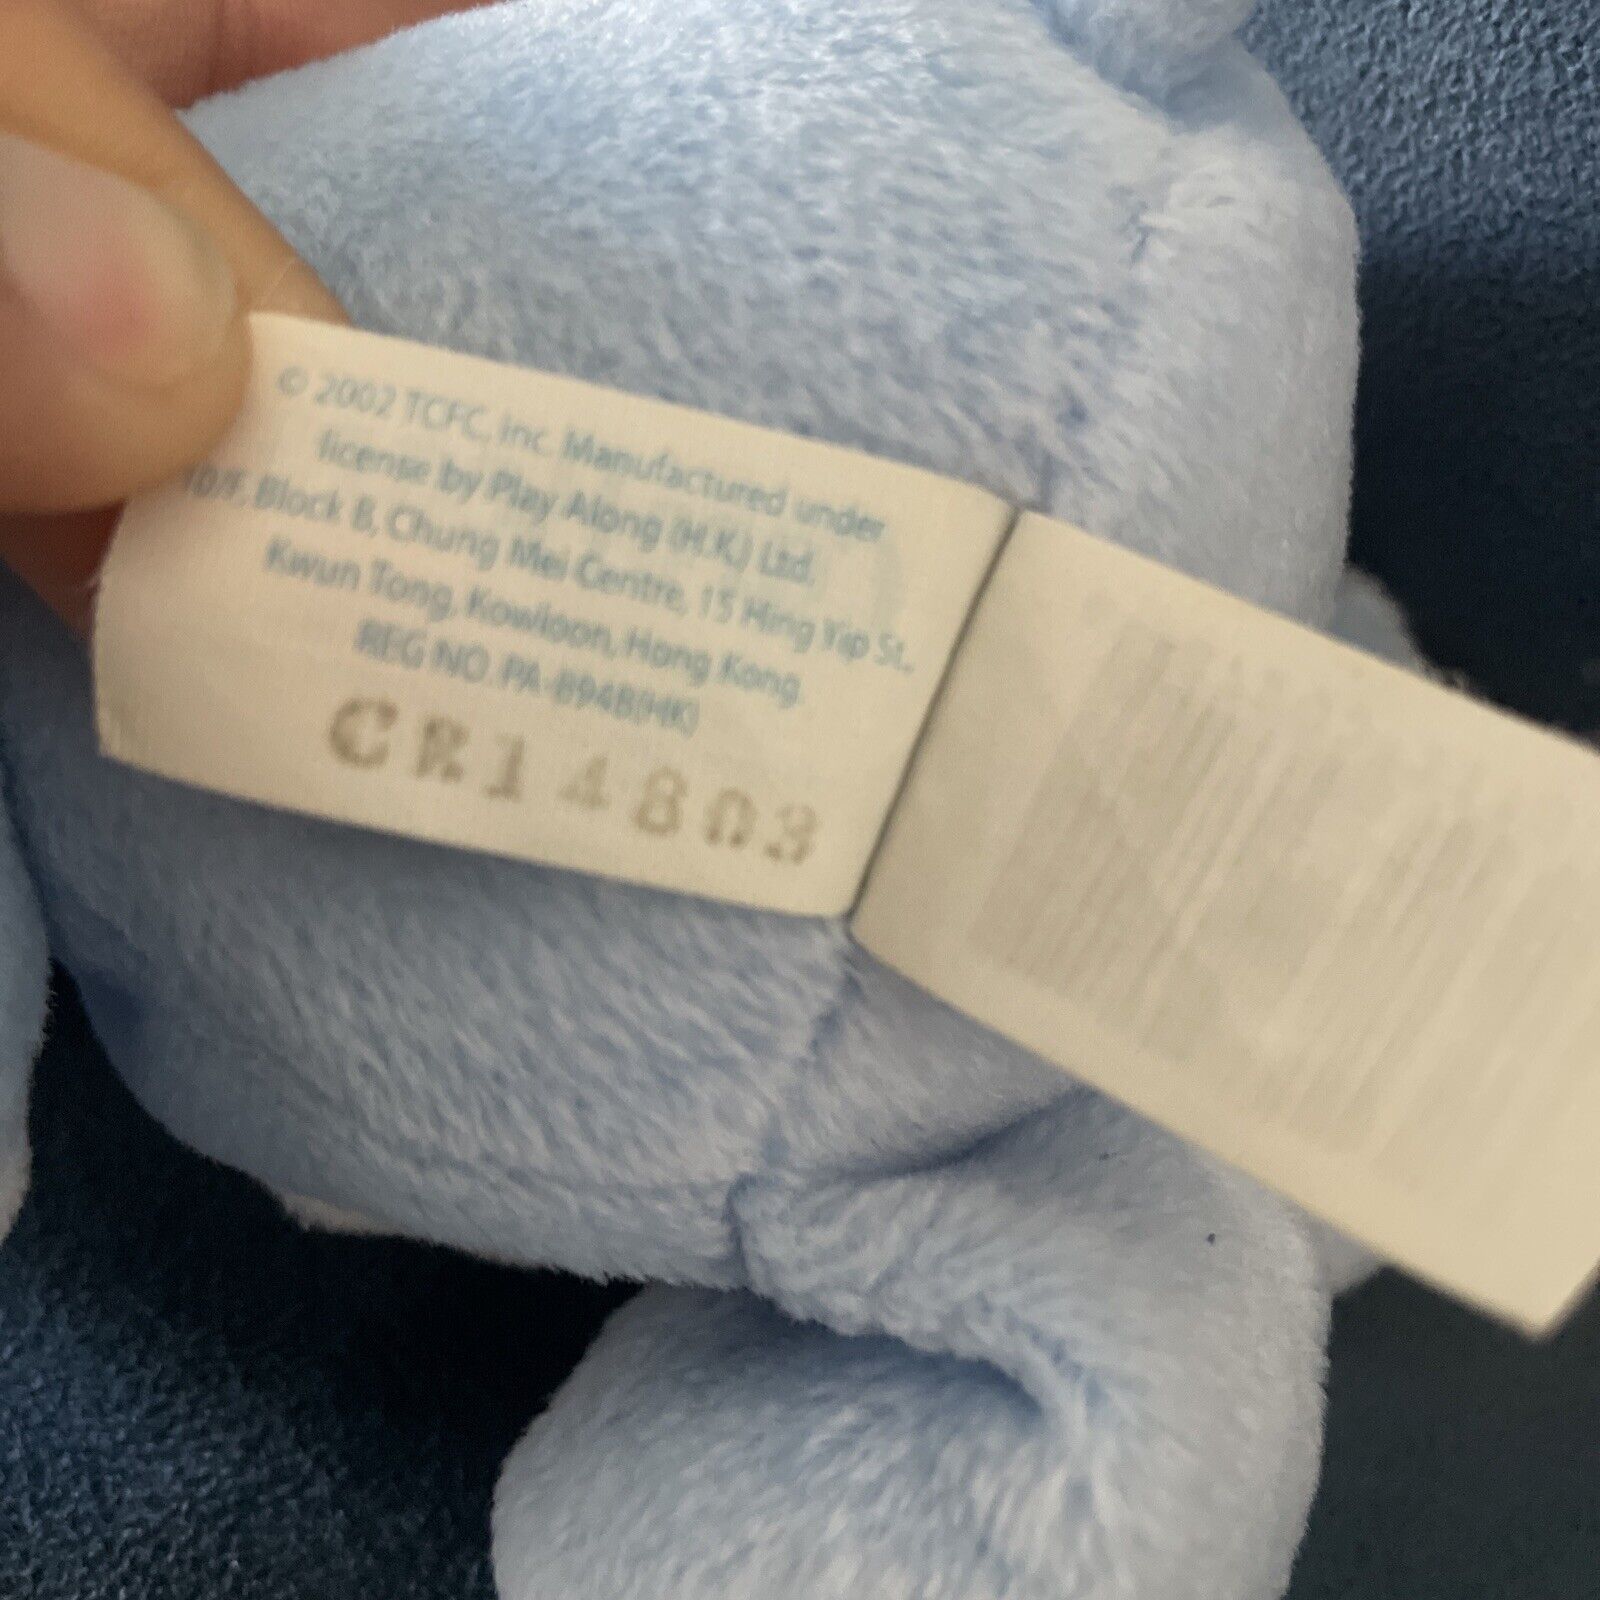 © 2002 TCFC, Inc. Manufactured under
license by Play Along (H.K.) Ltd.
10/F, Block B, Chung Mei Centre, 15 Hing Yip St.,
Kwun Tong, Kowloon, Hong Kong.
REG NO. PA-8948(HK)
CR14803